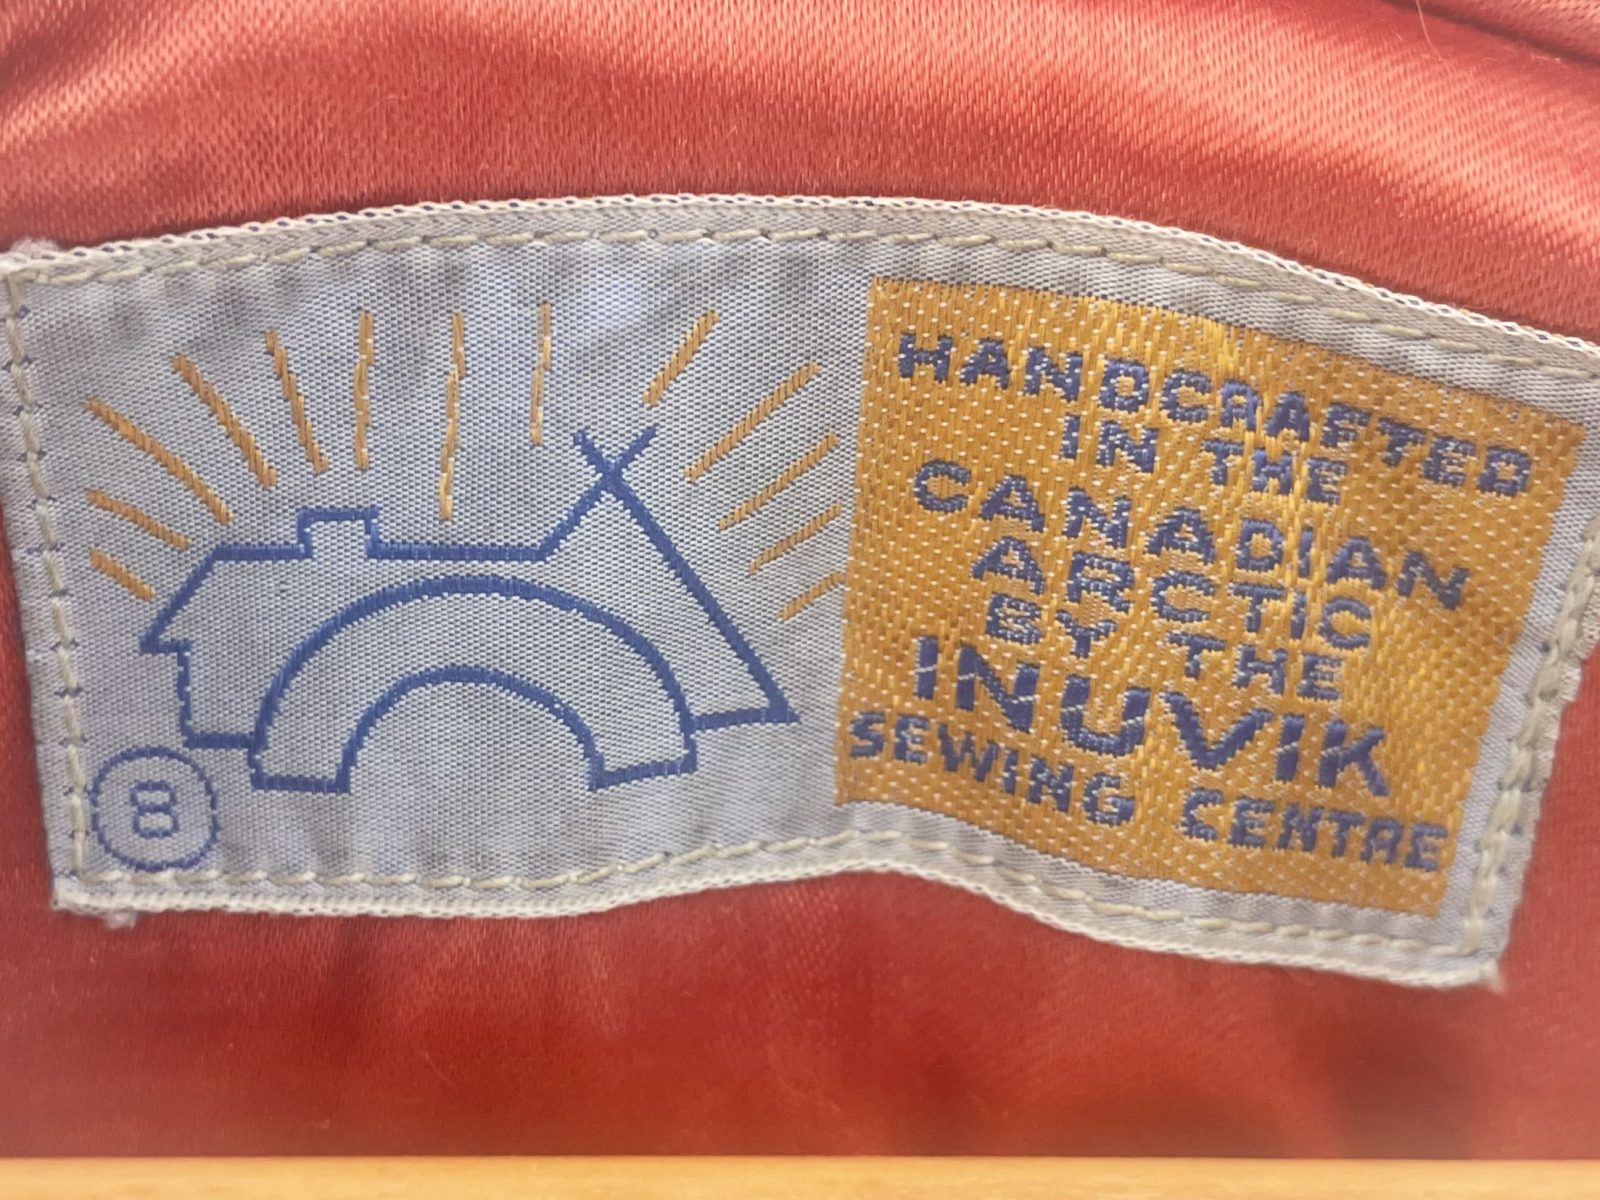 8
HANDCRAFTED
IN THE
CANADIAN
ARCTIC
BY THE
INUVIK
SEWING CENTRE